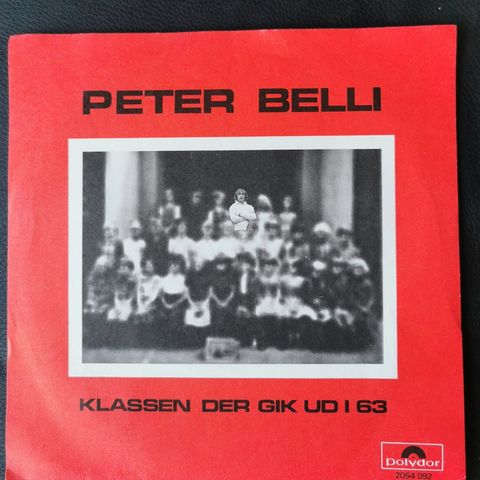 PETER BELLI
KLASSEN DER GIK UD I 63
polydor
2054 092